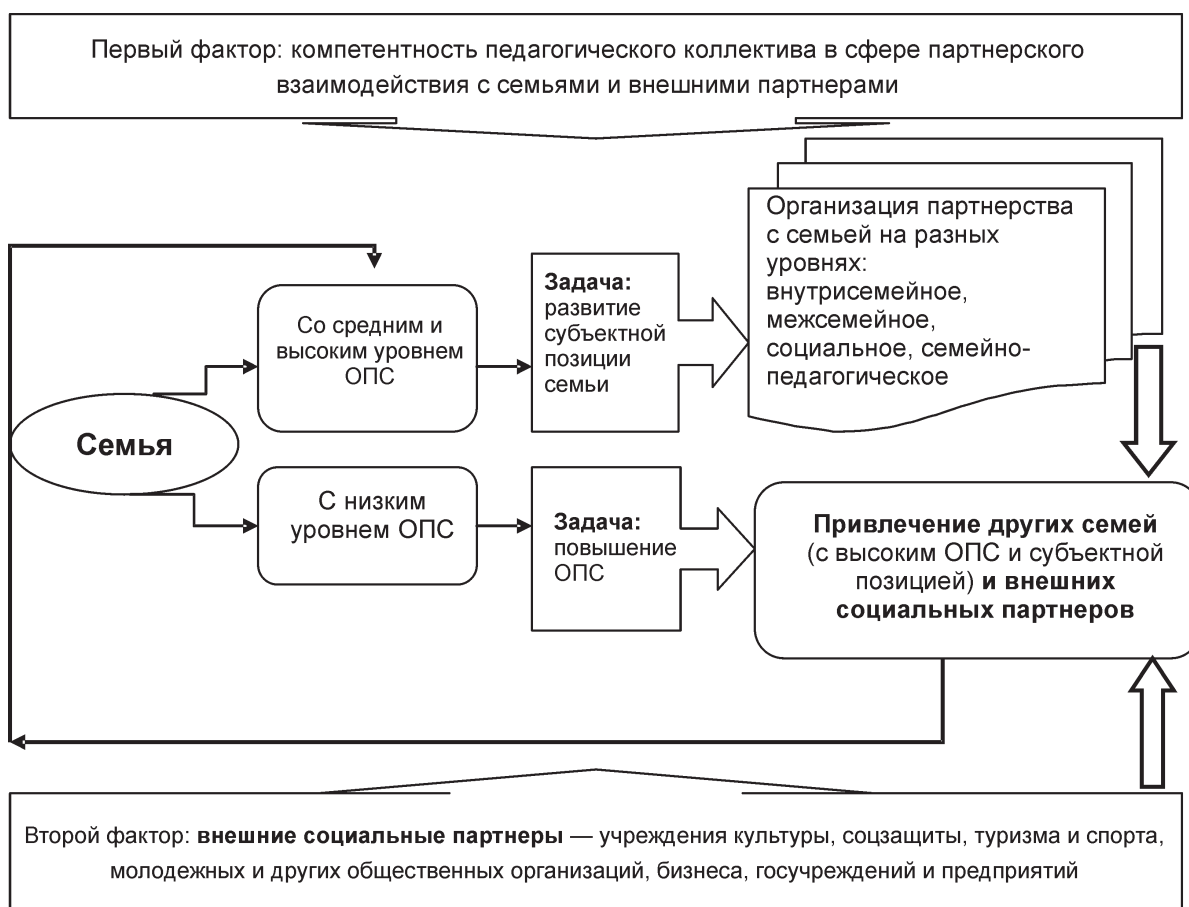 Первый фактор: компетентность педагогического коллектива в сфере партнерского
взаимодействия с семьями и внешними партнерами
Организация партнерства
с семьей на разных
уровнях:
внутрисемейное,
межсемейное,
социальное, семейно-
педагогическое
Задача:
развитие
субъектной
позиции
семьи
Со средним и
высоким уровнем
ОПС
Семья
С низким
уровнем ОПС
Задача:
повышение
ОПС
Привлечение других семей
(с высоким ОПС и субъектной
позицией) и внешних
социальных партнеров
Второй фактор: внешние социальные партнеры — учреждения культуры, соцзащиты, туризма и спорта,
молодежных и других общественных организаций, бизнеса, госучреждений и предприятий